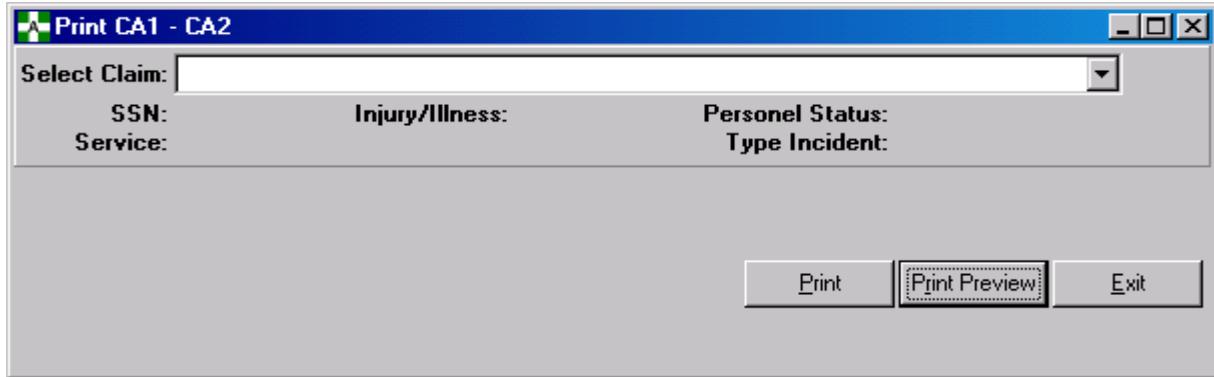 A Print CA1 - CA2
Select Claim:
SSN: Injury/Illness: Personel Status:
Service: Type Incident:
Print Print Preview Exit